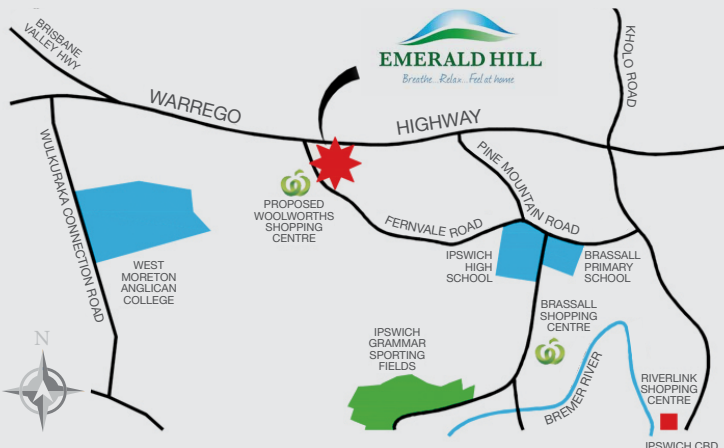 BRISBANE
VALLEY HWY
EMERALD HILL
Breathe...Relax...Feel at home
KHOLO ROAD
WARREGO
HIGHWAY
WULKURAKA CONNECTION ROAD
PINE MOUNTAIN ROAD
PROPOSED
WOOLWORTHS
SHOPPING
CENTRE
FERNVALE ROAD
WEST
MORETON
ANGLICAN
COLLEGE
IPSWICH
HIGH
SCHOOL
BRASSALL
PRIMARY
SCHOOL
BRASSALL
SHOPPING
CENTRE
N
IPSWICH
GRAMMAR
SPORTING
FIELDS
BREMER RIVER
RIVERLINK
SHOPPING
CENTRE
IPSWICH CBD